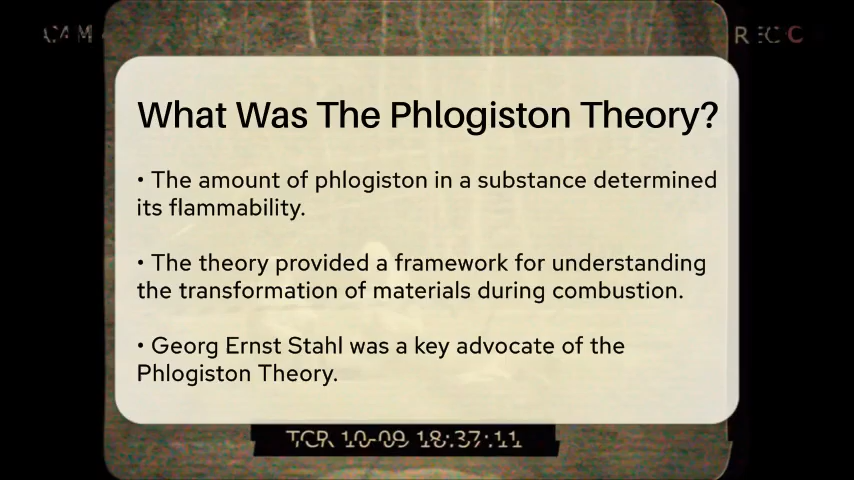 REC
What Was The Phlogiston Theory?
• The amount of phlogiston in a substance determined
its flammability.
• The theory provided a framework for understanding
the transformation of materials during combustion.
• Georg Ernst Stahl was a key advocate of the
Phlogiston Theory.
TCR 10-09 18:37:11